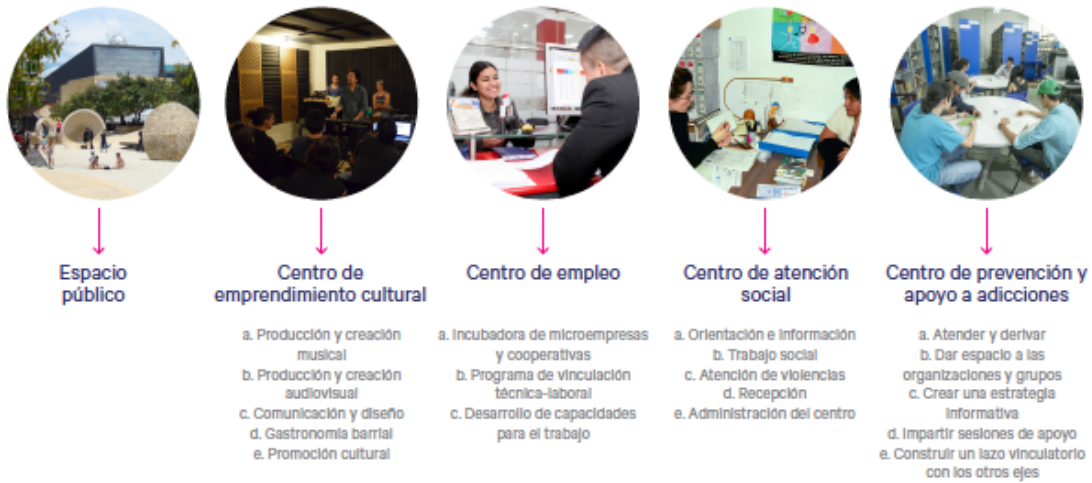 Espacio
público
Centro de
emprendimiento cultural
a. Producción y creación
musical
b. Producción y creación
audiovisual
c. Comunicación y diseño
d. Gastronomía barrial
e. Promoción cultural
Centro de empleo
a. Incubadora de microempresas
y cooperativas
b. Programa de vinculación
técnica-laboral
c. Desarrollo de capacidades
para el trabajo
Centro de atención
social
a. Orientación e información
b. Trabajo social
c. Atención de violencias
d. Recepción
e. Administración del centro
Centro de prevención y
apoyo a adicciones
a. Atender y derivar
b. Dar espacio a las
organizaciones y grupos
c. Crear una estrategia
informativa
d. Impartir sesiones de apoyo
e. Construir un lazo vinculatorio
con los otros ejes